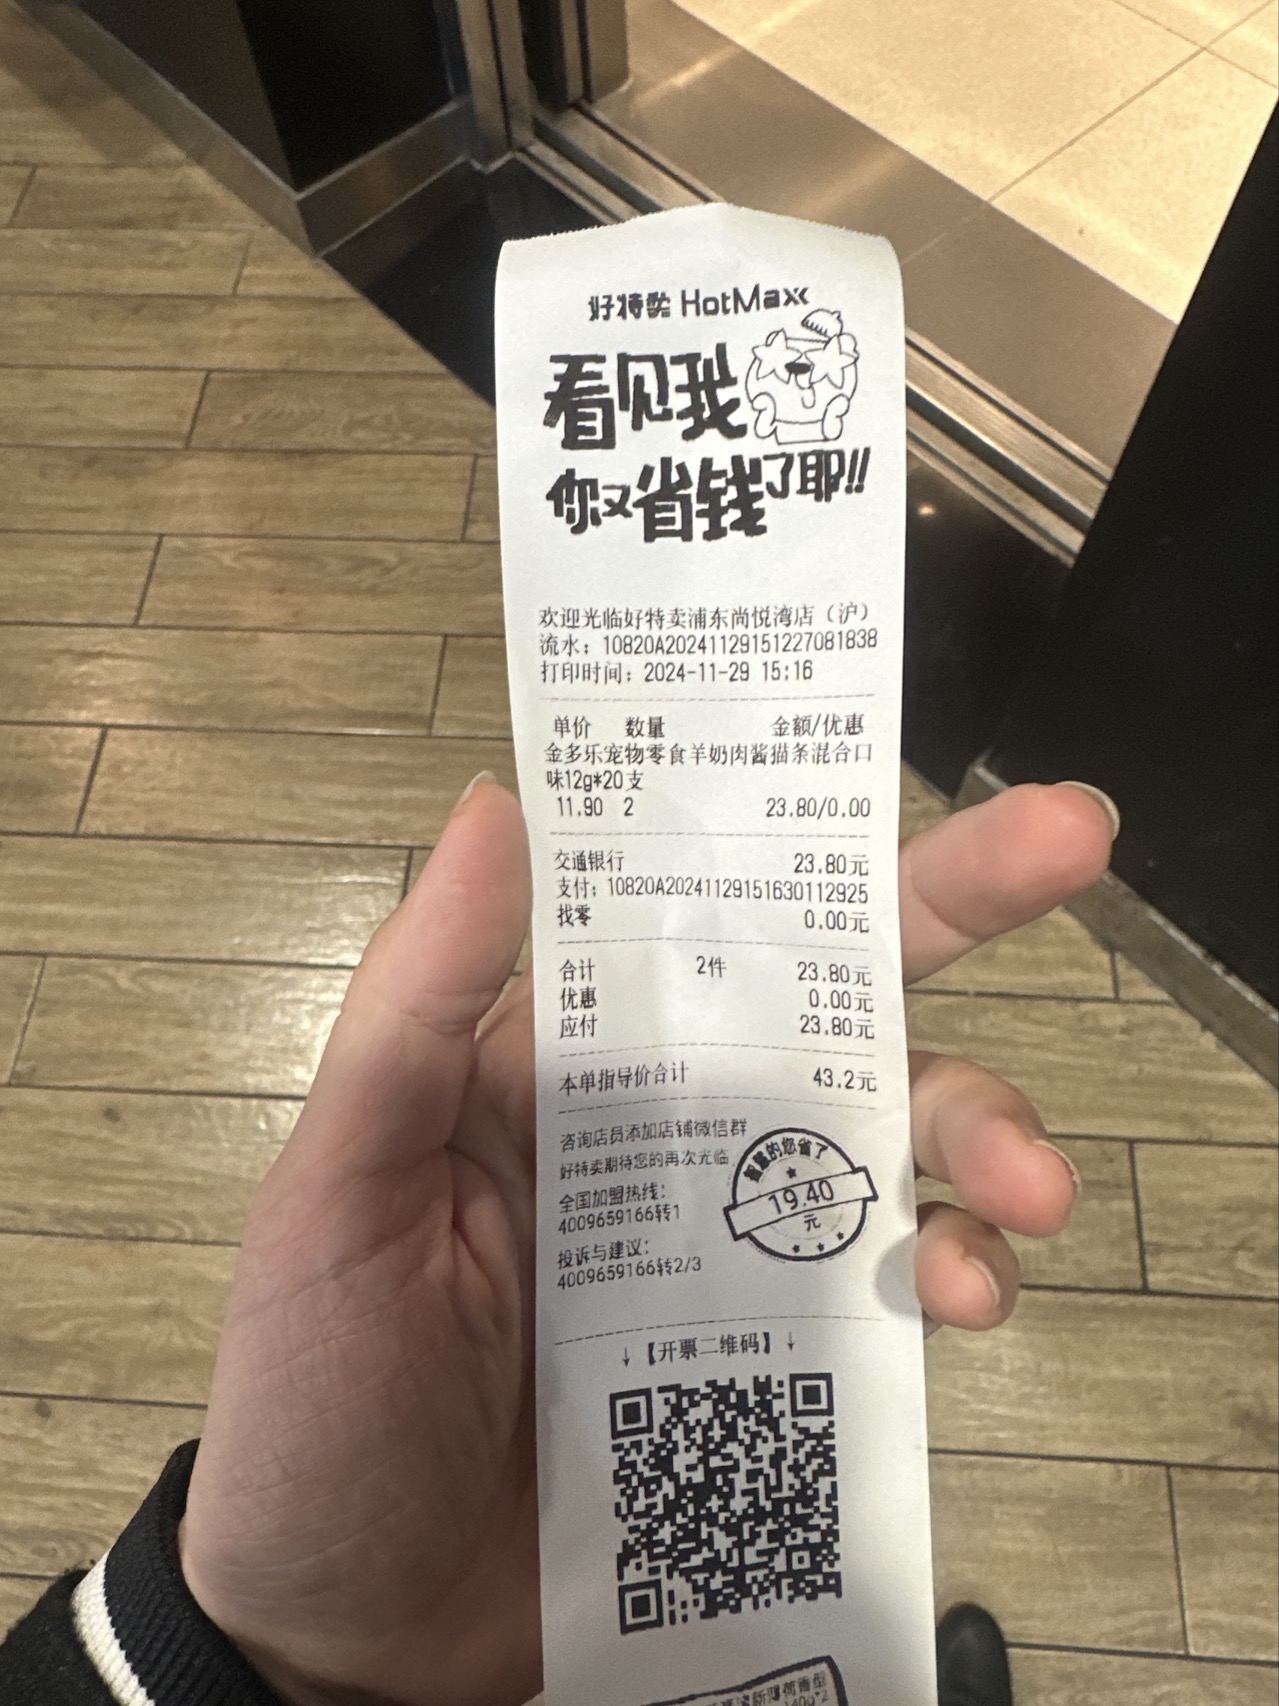 好特卖 HotMaxx
看见我
你又省钱了耶!!
欢迎光临好特卖浦东尚悦湾店（沪）
流水：10820A20241129151227081838
打印时间：2024-11-29 15:16
单价 数量 金额/优惠
金多乐宠物零食羊奶肉酱猫条混合口
味12g*20支
11.90 2 23.80/0.00
交通银行 23.80元
支付：10820A20241129151630112925
找零 0.00元
合计 2件 23.80元
优惠 0.00元
应付 23.80元
本单指导价合计 43.2元
咨询店员添加店铺微信群
好特卖期待您的再次光临
全国加盟热线：
4009659166转1
投诉与建议：
4009659166转2/3
智慧的您省了
19.40
元
↓【开票二维码】↓